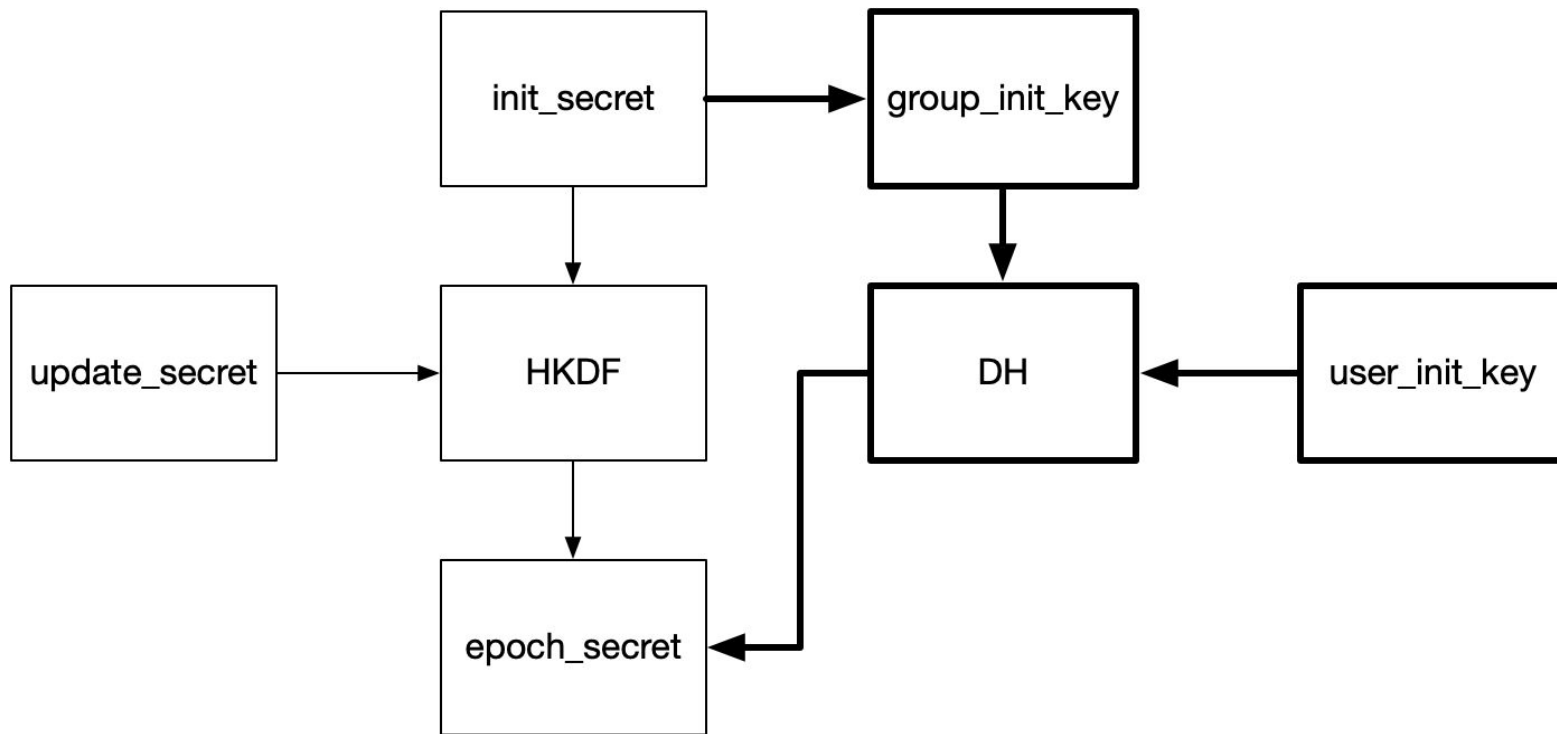 init_secret
group_init_key
update_secret
HKDF
DH
user_init_key
epoch_secret